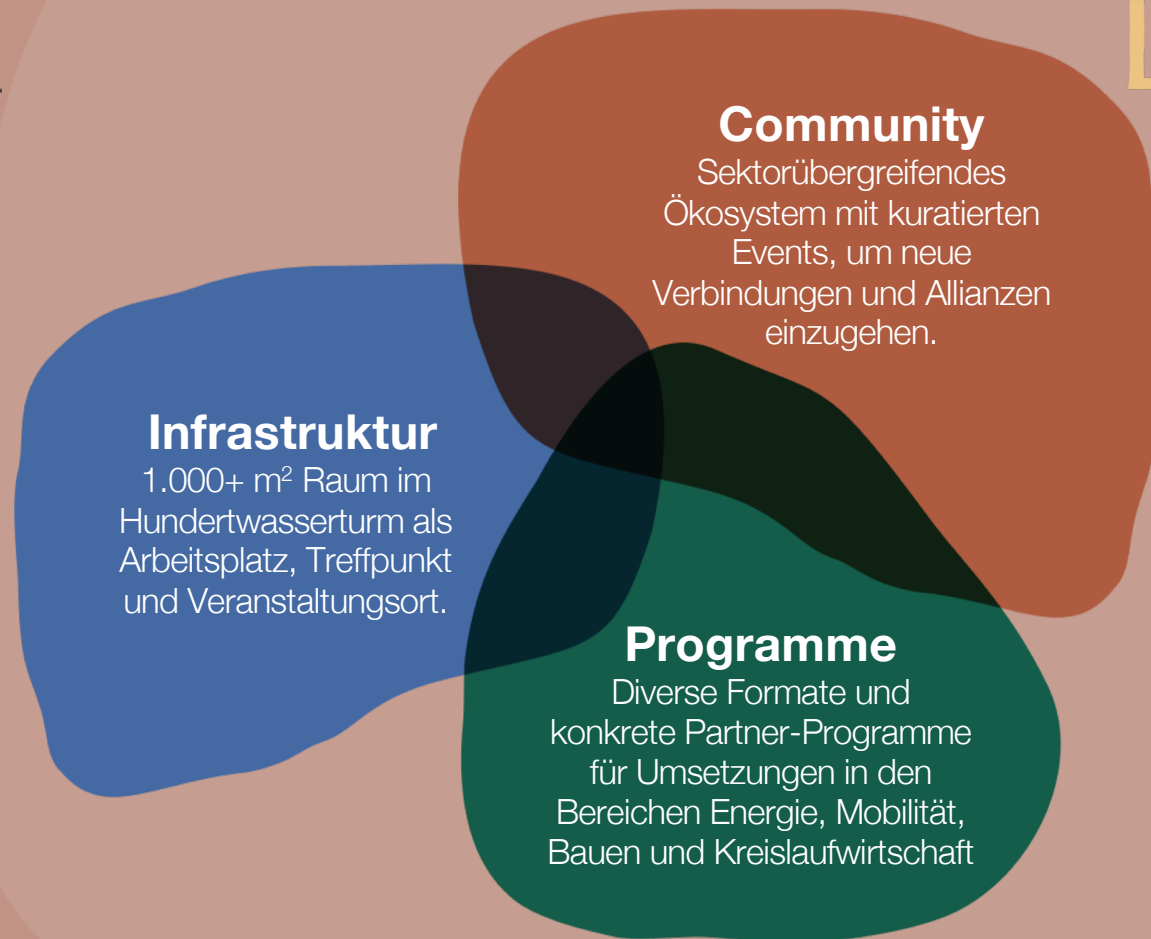 Community
Sektorübergreifendes
Ökosystem mit kuratierten
Events, um neue
Verbindungen und Allianzen
einzugehen.
Infrastruktur
1.000+ m² Raum im
Hundertwasserturm als
Arbeitsplatz, Treffpunkt
und Veranstaltungsort.
Programme
Diverse Formate und
konkrete Partner-Programme
für Umsetzungen in den
Bereichen Energie, Mobilität,
Bauen und Kreislaufwirtschaft